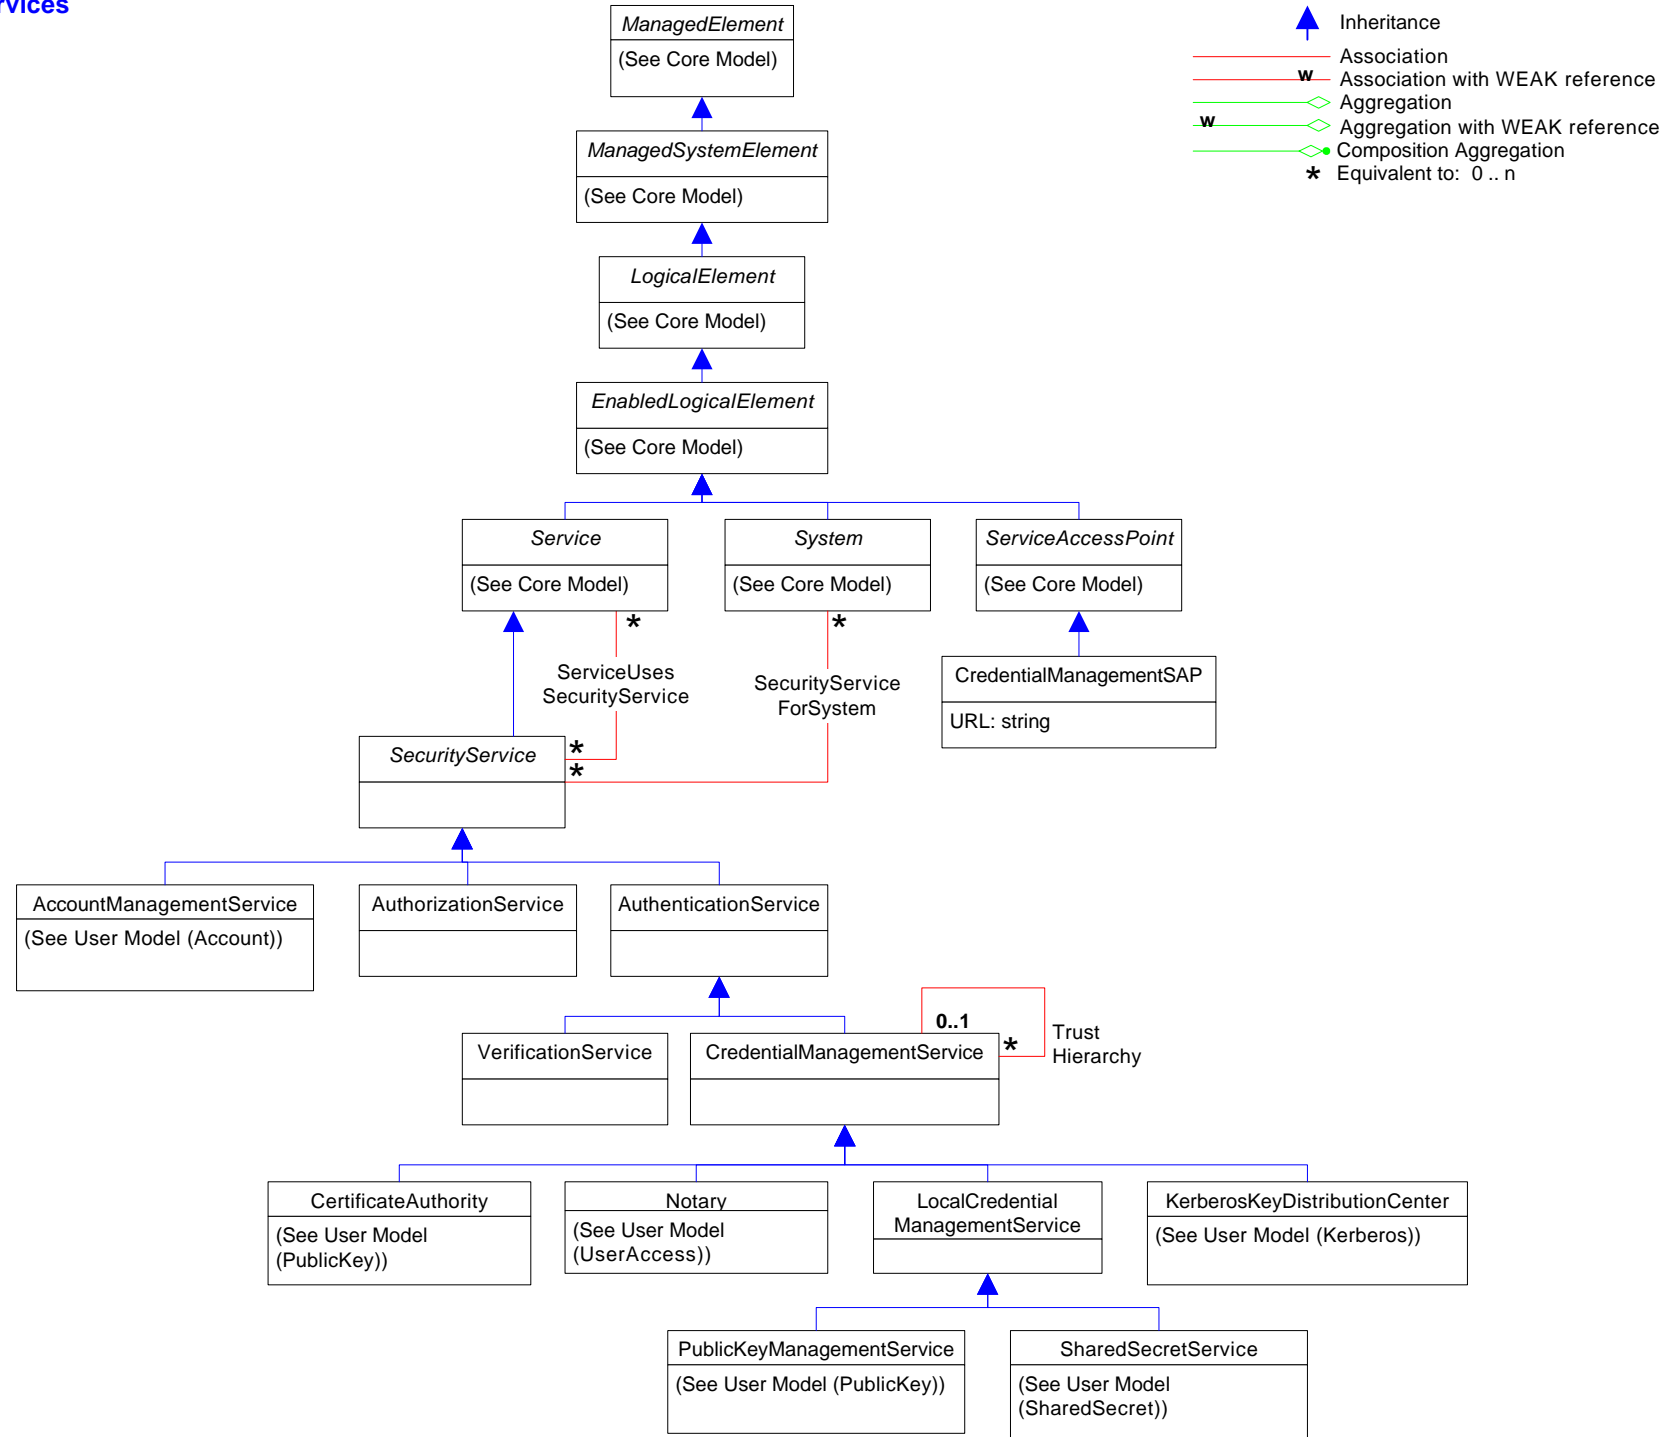 rvices
ManagedElement
(See Core Model)
Inheritance
Association
w
Association with WEAK reference
Aggregation
w
Aggregation with WEAK reference
Composition Aggregation
* Equivalent to: 0 .. n
ManagedSystemElement
(See Core Model)
LogicalElement
(See Core Model)
EnabledLogicalElement
(See Core Model)
Service
(See Core Model)
System
(See Core Model)
ServiceAccessPoint
(See Core Model)
*
*
ServiceUses
SecurityService
SecurityService
ForSystem
CredentialManagementSAP
URL: string
SecurityService
*
*
AccountManagementService
(See User Model (Account))
AuthorizationService
AuthenticationService
VerificationService
CredentialManagementService
0..1
*
Trust
Hierarchy
CertificateAuthority
(See User Model
(PublicKey))
Notary
(See User Model
(UserAccess))
LocalCredential
ManagementService
KerberosKeyDistributionCenter
(See User Model (Kerberos))
PublicKeyManagementService
(See User Model (PublicKey))
SharedSecretService
(See User Model
(SharedSecret))